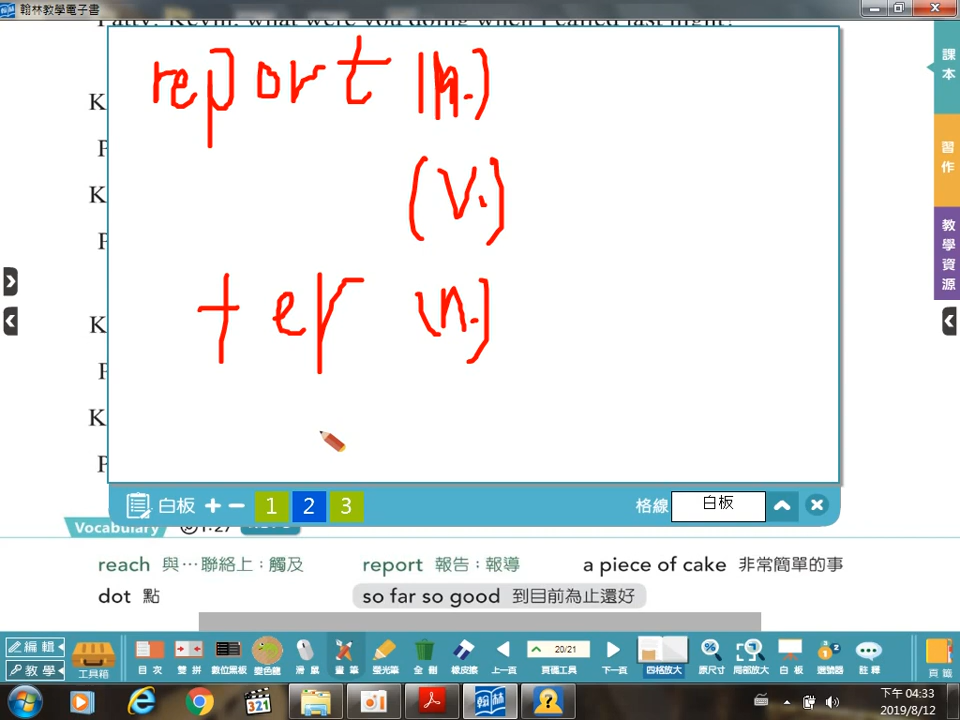 翰林教學電子書
Patty: Kevin, what were you doing when I called last night?
課本
習作
教學資源
report (n.)
(v.)
+ er (n.)
K
P
K
P
K
P
K
P
白板 + − 1 2 3 格線 白板
Vocabulary 1:27
reach 與…聯絡上；觸及 report 報告；報導 a piece of cake 非常簡單的事
dot 點 so far so good 到目前為止還好
編輯
教學
工具箱 目次 雙拼 數位黑板 變色龍 滑鼠 畫筆 螢光筆 全刪 橡皮擦 上一頁 20/21 頁碼工具 下一頁 四格放大 原尺寸 局部放大 白板 選號器 註釋 頁籤
321
下午 04:33
2019/8/12